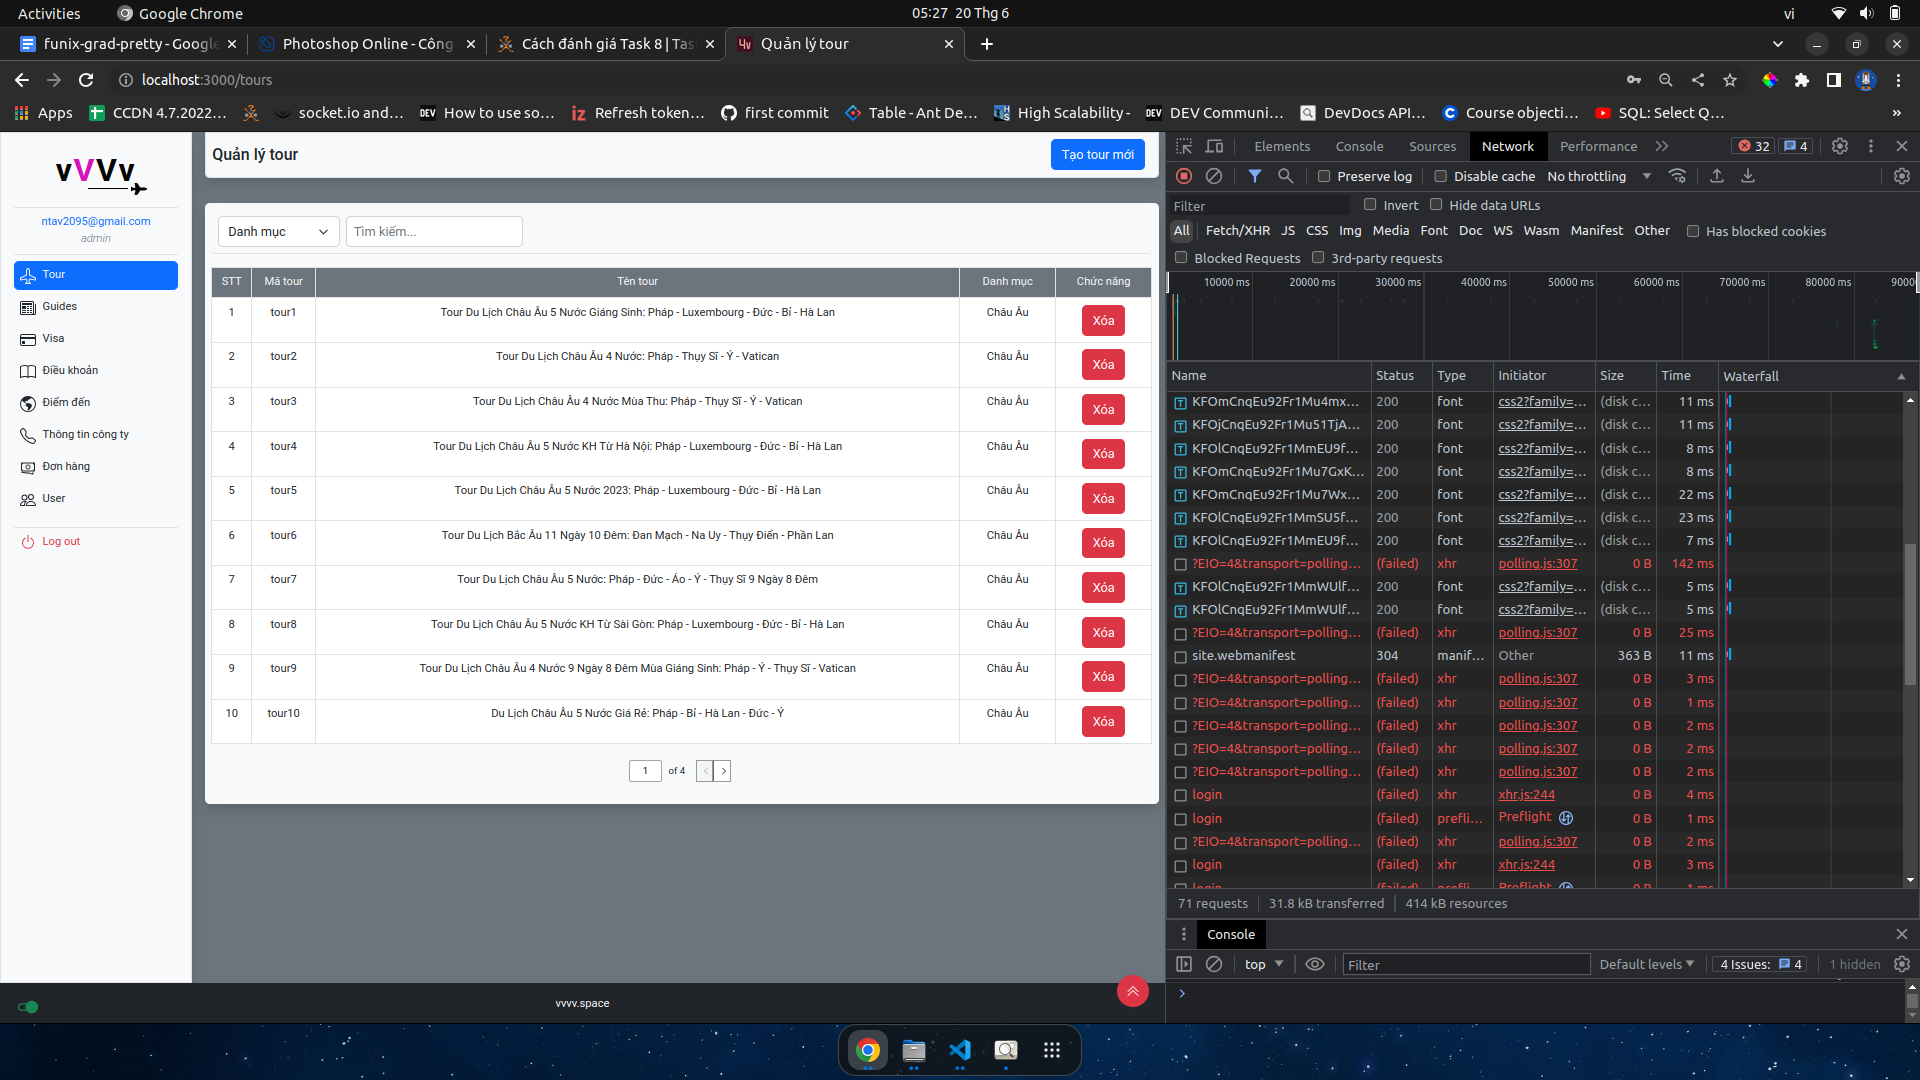 Activities
Google Chrome
05:27 20 Thg 6
vi
funix-grad-pretty - Google
Photoshop Online - Công
Cách đánh giá Task 8 | Tas
Quản lý tour
localhost:3000/tours
Apps
CCDN 4.7.2022...
socket.io and...
DEV
How to use so...
iz
Refresh token...
first commit
Table - Ant De...
High Scalability -
DEV
DEV Communi...
DevDocs API...
Course objecti...
SQL: Select Q...
»
vVVv
ntav2095@gmail.com
admin
Tour
Guides
Visa
Điều khoản
Điểm đến
Thông tin công ty
Đơn hàng
User
Log out
Quản lý tour
Tạo tour mới
Danh mục
Tìm kiếm...
STT Mã tour Tên tour Danh mục Chức năng
1 tour1 Tour Du Lịch Châu Âu 5 Nước Giáng Sinh: Pháp - Luxembourg - Đức - Bỉ - Hà Lan Châu Âu Xóa
2 tour2 Tour Du Lịch Châu Âu 4 Nước: Pháp - Thụy Sĩ - Ý - Vatican Châu Âu Xóa
3 tour3 Tour Du Lịch Châu Âu 4 Nước Mùa Thu: Pháp - Thụy Sĩ - Ý - Vatican Châu Âu Xóa
4 tour4 Tour Du Lịch Châu Âu 5 Nước KH Từ Hà Nội: Pháp - Luxembourg - Đức - Bỉ - Hà Lan Châu Âu Xóa
5 tour5 Tour Du Lịch Châu Âu 5 Nước 2023: Pháp - Luxembourg - Đức - Bỉ - Hà Lan Châu Âu Xóa
6 tour6 Tour Du Lịch Bắc Âu 11 Ngày 10 Đêm: Đan Mạch - Na Uy - Thụy Điển - Phần Lan Châu Âu Xóa
7 tour7 Tour Du Lịch Châu Âu 5 Nước: Pháp - Đức - Áo - Ý - Thụy Sĩ 9 Ngày 8 Đêm Châu Âu Xóa
8 tour8 Tour Du Lịch Châu Âu 5 Nước KH Từ Sài Gòn: Pháp - Luxembourg - Đức - Bỉ - Hà Lan Châu Âu Xóa
9 tour9 Tour Du Lịch Châu Âu 4 Nước 9 Ngày 8 Đêm Mùa Giáng Sinh: Pháp - Ý - Thụy Sĩ - Vatican Châu Âu Xóa
10 tour10 Du Lịch Châu Âu 5 Nước Giá Rẻ: Pháp - Bỉ - Hà Lan - Đức - Ý Châu Âu Xóa
1 of 4
vvvv.space
Elements Console Sources Network Performance » 32 4
Preserve log Disable cache No throttling
Filter Invert Hide data URLs
All Fetch/XHR JS CSS Img Media Font Doc WS Wasm Manifest Other Has blocked cookies
Blocked Requests 3rd-party requests
10000 ms 20000 ms 30000 ms 40000 ms 50000 ms 60000 ms 70000 ms 80000 ms 9000
Name Status Type Initiator Size Time Waterfall
KFOmCnqEu92Fr1Mu4mx... 200 font css2?family=... (disk c... 11 ms
KFOjCnqEu92Fr1Mu51TjA... 200 font css2?family=... (disk c... 11 ms
KFOlCnqEu92Fr1MmEU9f... 200 font css2?family=... (disk c... 8 ms
KFOmCnqEu92Fr1Mu7GxK... 200 font css2?family=... (disk c... 8 ms
KFOmCnqEu92Fr1Mu7Wx... 200 font css2?family=... (disk c... 22 ms
KFOlCnqEu92Fr1MmSU5f... 200 font css2?family=... (disk c... 23 ms
KFOlCnqEu92Fr1MmEU9f... 200 font css2?family=... (disk c... 7 ms
?EIO=4&transport=polling... (failed) xhr polling.js:307 0 B 142 ms
KFOlCnqEu92Fr1MmWUlf... 200 font css2?family=... (disk c... 5 ms
KFOlCnqEu92Fr1MmWUlf... 200 font css2?family=... (disk c... 5 ms
?EIO=4&transport=polling... (failed) xhr polling.js:307 0 B 25 ms
site.webmanifest 304 manif... Other 363 B 11 ms
?EIO=4&transport=polling... (failed) xhr polling.js:307 0 B 3 ms
?EIO=4&transport=polling... (failed) xhr polling.js:307 0 B 1 ms
?EIO=4&transport=polling... (failed) xhr polling.js:307 0 B 2 ms
?EIO=4&transport=polling... (failed) xhr polling.js:307 0 B 2 ms
?EIO=4&transport=polling... (failed) xhr polling.js:307 0 B 2 ms
login (failed) xhr xhr.js:244 0 B 4 ms
login (failed) prefli... Preflight 0 B 1 ms
?EIO=4&transport=polling... (failed) xhr polling.js:307 0 B 2 ms
login (failed) xhr xhr.js:244 0 B 3 ms
login (failed) prefli... Preflight 0 B 1 ms
71 requests 31.8 kB transferred 414 kB resources
Console
top Filter Default levels 4 Issues: 4 1 hidden